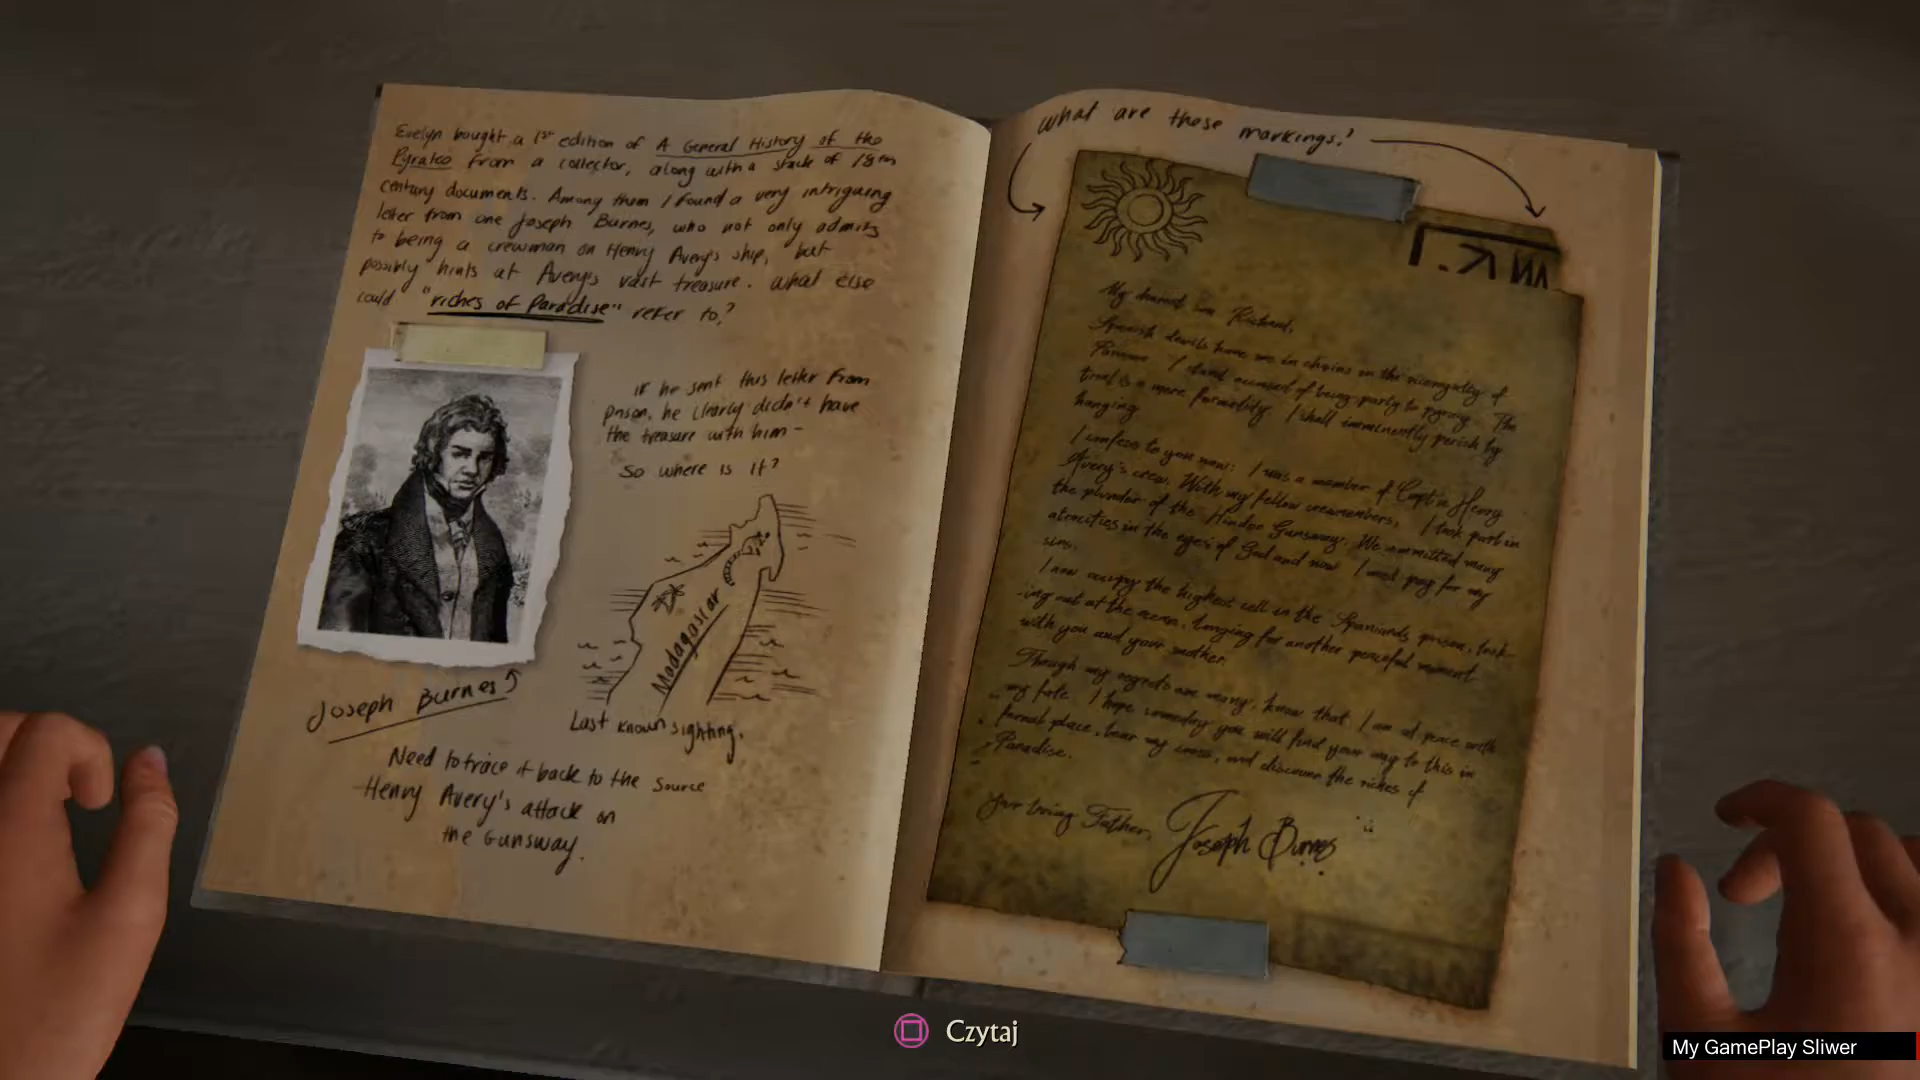 Evelyn bought a 1st edition of A General History of the
Pyrates from a collector, along with a stack of 18th
century documents. Among them I found a very intriguing
letter from one Joseph Burnes, who not only admits
to being a crewman on Henry Avery's ship, but
possibly hints at Avery's vast treasure. What else
could "riches of Paradise" refer to?
If he sent this letter from
prison, he clearly didn't have
the treasure with him -
So where is it?
Madagascar
Last known sighting.
Joseph Burnes
Need to trace it back to the source
Henry Avery's attack on
the Gunsway.
What are these markings?
My dearest son Richard,
Spanish devils have me in chains in the viceroyalty of
Panama. I stand accused of being party to pyracy. The
trial is a mere formality. I shall imminently perish by
hanging.
I confess to you now: I was a member of Captain Henry
Avery's crew. With my fellow crewmembers, I took part in
the plunder of the Hindoo Gunsway. We committed many
atrocities in the eyes of God and now I must pay for my
sins.
I now occupy the highest cell in the Spaniards prison, look-
ing out at the ocean, longing for another peaceful moment
with you and your mother.
Though my regrets are many, know that I am at peace with
my fate. I hope someday you will find your way to this in
fernal place, bear my cross, and discover the riches of
Paradise.
Your loving Father,
Joseph Burnes
Czytaj
My GamePlay Sliwer